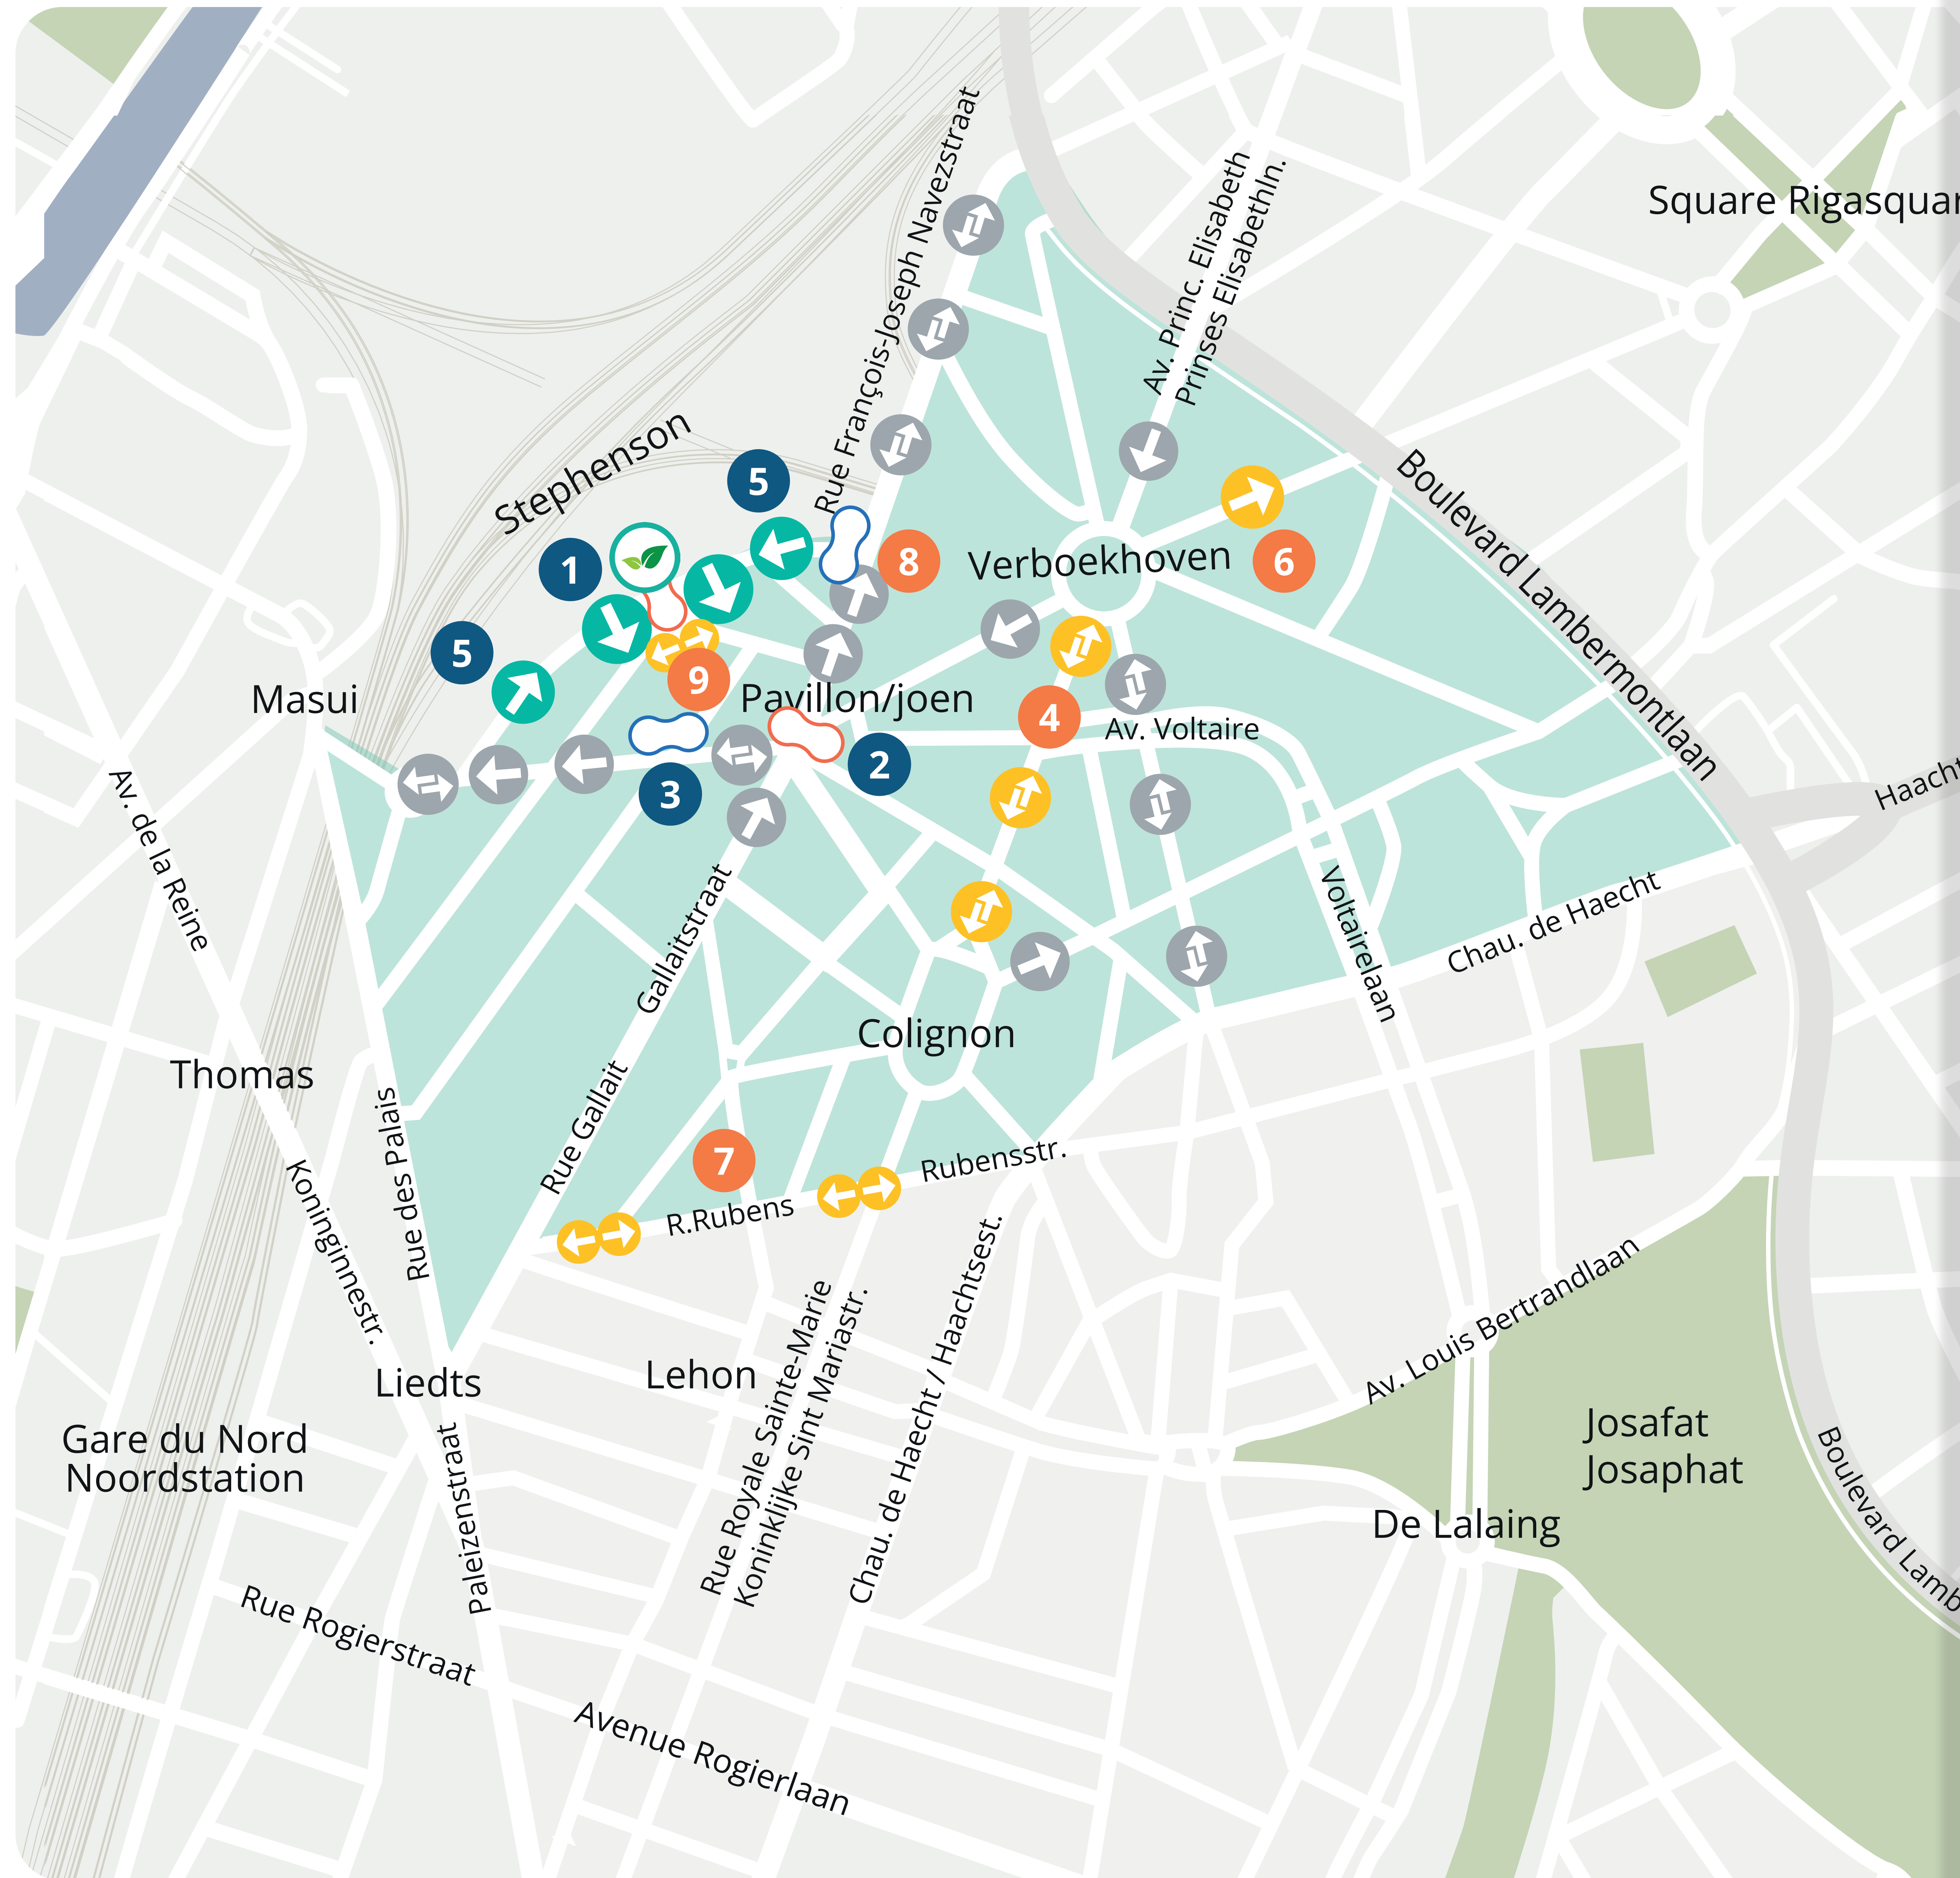 Rue François-Joseph Navezstraat
Av. Princ. Elisabeth
Prinses Elisabethln.
Square Rigasquar
Stephenson
5
1
8
Verboekhoven
6
Boulevard Lambermontlaan
5
9
Masui
Pavillon/joen
4
Av. Voltaire
2
3
Haacht
Av. de la Reine
Gallaitstraat
Voltairelaan
Chau. de Haecht
Colignon
Thomas
Rue des Palais
Rue Gallait
7
R.Rubens
Rubensstr.
Koninginnestr.
Av. Louis Bertrandlaan
Liedts
Lehon
Rue Royale Sainte-Marie
Koninklijke Sint Mariastr.
Chau. de Haecht / Haachtsest.
Gare du Nord
Noordstation
Paleizenstraat
Josafat
Josaphat
De Lalaing
Boulevard Lamb
Rue Rogierstraat
Avenue Rogierlaan